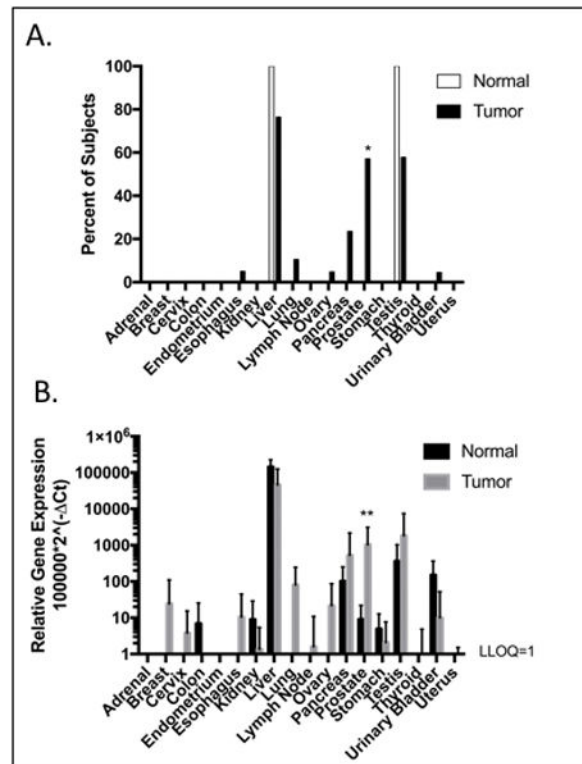 A.
Percent of Subjects
100
80
60
40
20
0
Normal
Tumor
*
Adrenal
Breast
Cervix
Colon
Endometrium
Esophagus
Kidney
Liver
Lung
Lymph Node
Ovary
Pancreas
Prostate
Stomach
Testis
Thyroid
Urinary Bladder
Uterus
B.
Relative Gene Expression
100000*2^(-ΔCt)
1×10⁶
100000
10000
1000
100
10
1
Normal
Tumor
**
LLOQ=1
Adrenal
Breast
Cervix
Colon
Endometrium
Esophagus
Kidney
Liver
Lung
Lymph Node
Ovary
Pancreas
Prostate
Stomach
Testis
Thyroid
Urinary Bladder
Uterus